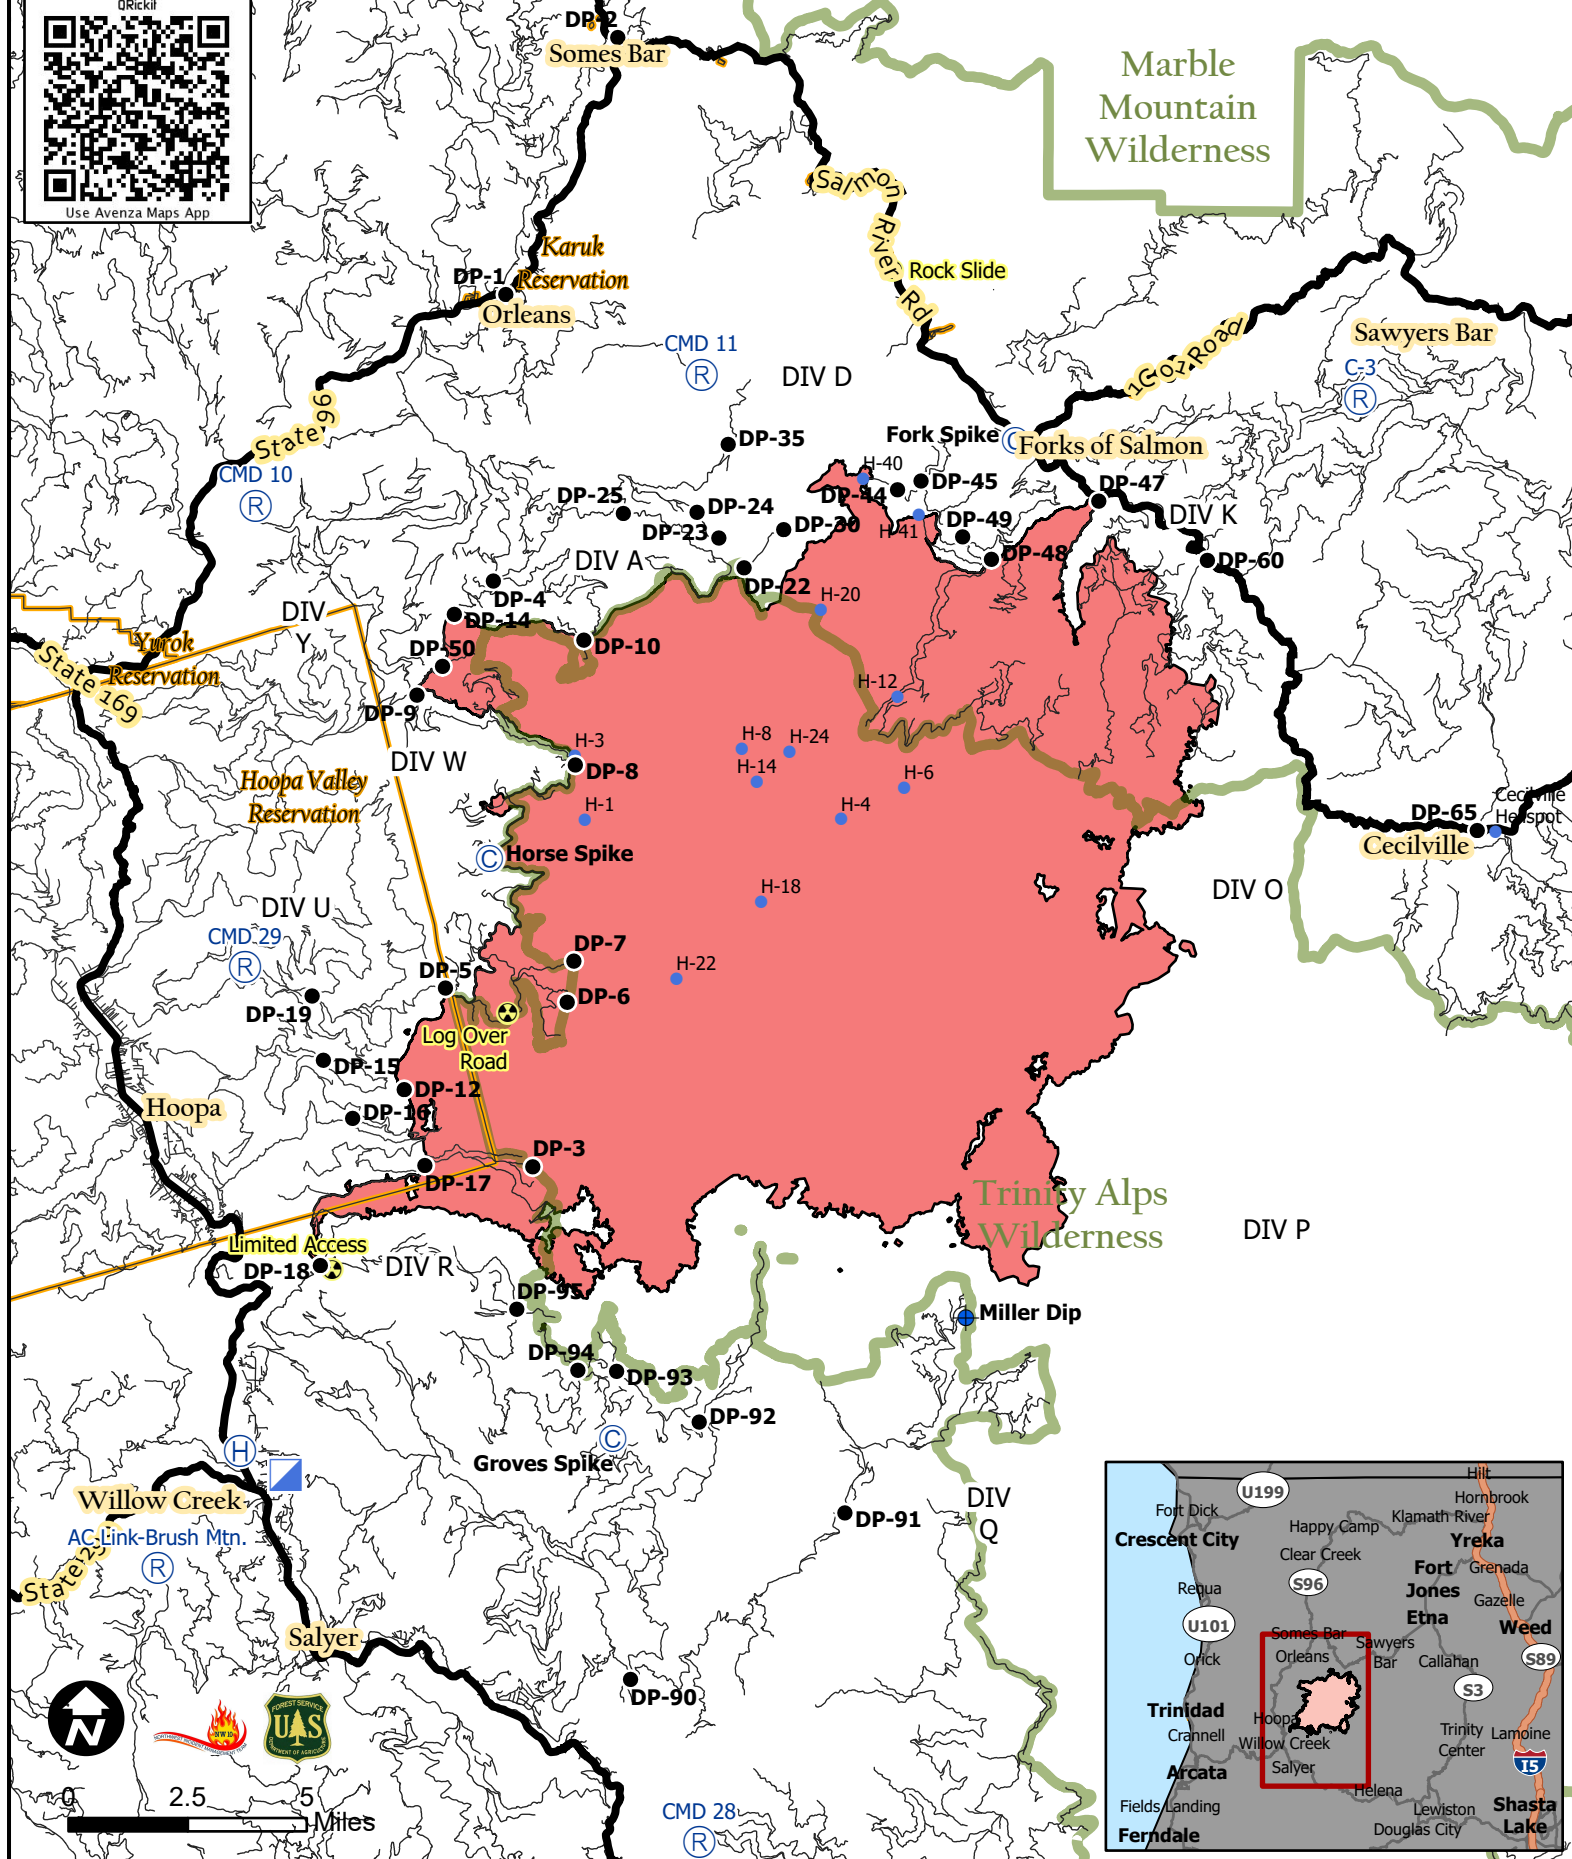 QRickit
Use Avenza Maps App
DP-2
Somes Bar
Marble
Mountain
Wilderness
Salmon
River
Rd
Rock Slide
Karuk
Reservation
DP-1
Orleans
CMD 11
R
DIV D
Sawyers Bar
C-3
R
State 96
CMD 10
R
DP-35
Fork Spike
Forks of Salmon
H-40
DP-44
DP-45
DP-47
DP-25
DP-24
DP-23
DP-30
H-41
DP-49
DIV K
DIV A
DP-22
DP-48
DP-60
DP-4
DP-14
H-20
DIV
Y
Yurok
Reservation
DP-50
DP-10
State 169
DP-9
H-12
DIV W
H-3
DP-8
H-8
H-24
H-14
H-6
Hoopa Valley
Reservation
H-1
H-4
Cecilville
DP-65
Cecilville
C
Horse Spike
DIV O
H-18
DIV U
CMD 29
R
DP-7
H-22
DP-5
DP-6
DP-19
Log Over
Road
DP-15
DP-12
DP-16
Hoopa
DP-3
DP-17
Trinity Alps
Wilderness
DIV P
Limited Access
DP-18
DIV R
DP-95
Miller Dip
DP-94
DP-93
DP-92
C
Groves Spike
H
Willow Creek
AC Link-Brush Mtn.
R
DIV
Q
DP-91
Salyer
DP-90
N
NW 10
FOREST SERVICE
UAS
DEPARTMENT OF AGRICULTURE
0
2.5
5
Miles
CMD 28
R
Hilt
U199
Hornbrook
Fort Dick
Klamath River
Happy Camp
Crescent City
Yreka
Clear Creek
Fort
Jones
Grenada
S96
Requa
Gazelle
Etna
U101
Weed
Somes Bar
Sawyers
Bar
Orleans
Orick
Callahan
S89
S3
Trinidad
Hoopa
Crannell
Willow Creek
Trinity
Center
Lamoine
Arcata
Salyer
I5
Helena
Fields Landing
Lewiston
Shasta
Lake
Douglas City
Ferndale